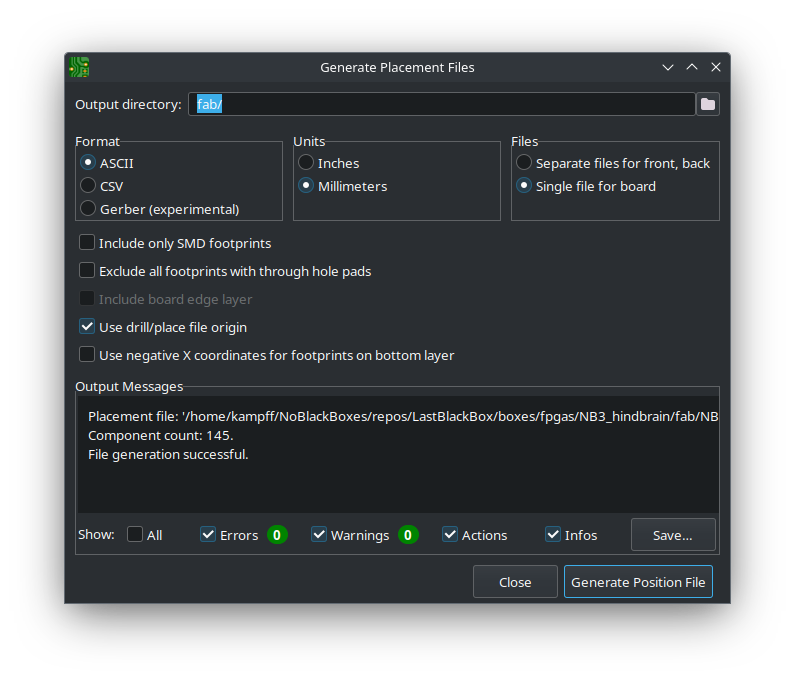 Generate Placement Files
Output directory: fab/
Format
ASCII
CSV
Gerber (experimental)
Units
Inches
Millimeters
Files
Separate files for front, back
Single file for board
Include only SMD footprints
Exclude all footprints with through hole pads
Include board edge layer
Use drill/place file origin
Use negative X coordinates for footprints on bottom layer
Output Messages
Placement file: '/home/kampff/NoBlackBoxes/repos/LastBlackBox/boxes/fpgas/NB3_hindbrain/fab/NB
Component count: 145.
File generation successful.
Show: All Errors 0 Warnings 0 Actions Infos Save...
Close Generate Position File